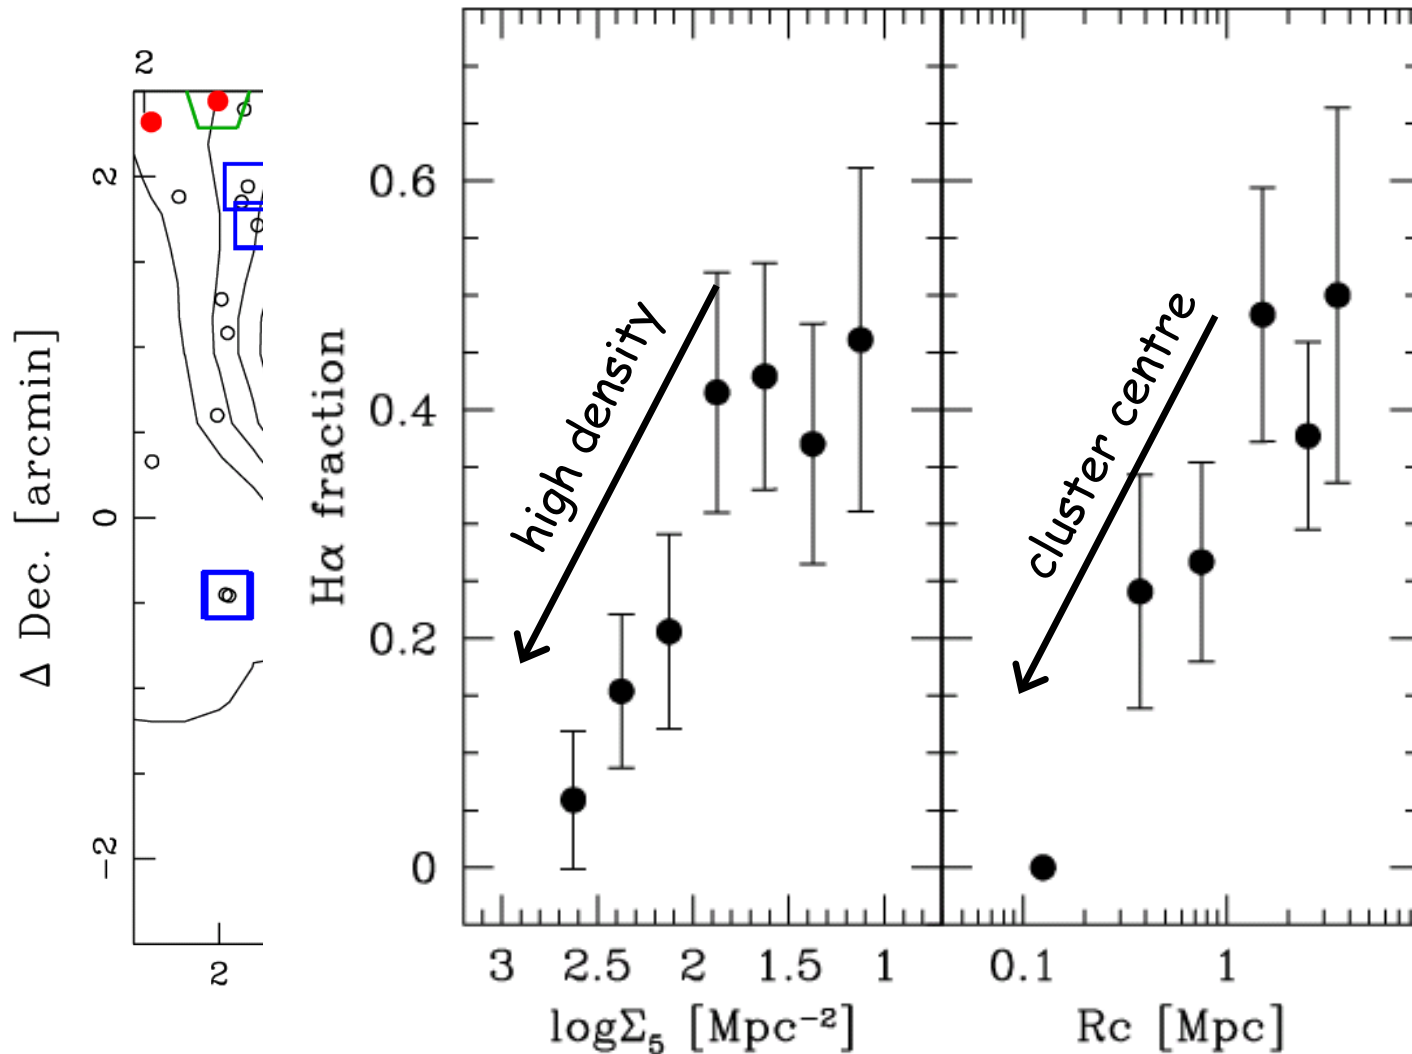 2
2
0
-2
Δ Dec. [arcmin]
2
Hα fraction
0.6
0.4
0.2
0
high density
3 2.5 2 1.5 1
logΣ5 [Mpc−2]
cluster centre
0.1 1
Rc [Mpc]